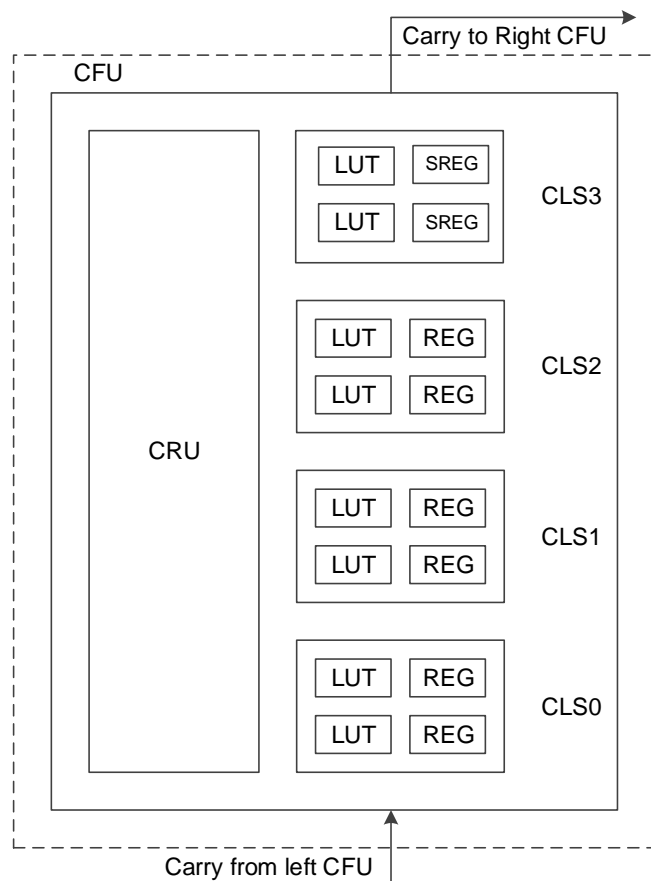 Carry to Right CFU
CFU
LUT SREG
CLS3
LUT SREG
LUT REG
CLS2
LUT REG
CRU
LUT REG
CLS1
LUT REG
LUT REG
CLS0
LUT REG
Carry from left CFU